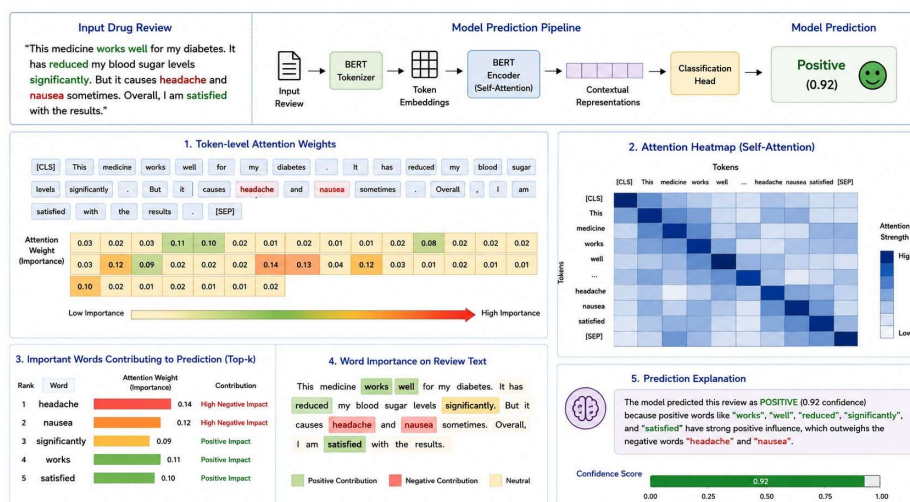 Input Drug Review
“This medicine works well for my diabetes. It
has reduced my blood sugar levels
significantly. But it causes headache and
nausea sometimes. Overall, I am satisfied
with the results.”
Model Prediction Pipeline
Input
Review
BERT
Tokenizer
Token
Embeddings
BERT
Encoder
(Self-Attention)
Contextual
Representations
Classification
Head
Model Prediction
Positive
(0.92)
1. Token-level Attention Weights
[CLS] This medicine works well for my diabetes . It has reduced my blood sugar
levels significantly . But it causes headache and nausea sometimes . Overall , I am
satisfied with the results . [SEP]
Attention
Weight
(Importance)
0.03 0.02 0.03 0.11 0.10 0.02 0.01 0.02 0.01 0.01 0.02 0.08 0.02 0.02 0.02
0.03 0.12 0.09 0.02 0.02 0.02 0.14 0.13 0.04 0.12 0.03 0.01 0.02 0.01 0.01
0.10 0.02 0.01 0.02 0.01 0.01 0.02
Low Importance High Importance
2. Attention Heatmap (Self-Attention)
Tokens
[CLS] This medicine works well ... headache nausea satisfied [SEP]
Tokens
[CLS]
This
medicine
works
well
...
headache
nausea
satisfied
[SEP]
Attention
Strength
High
Low
3. Important Words Contributing to Prediction (Top-k)
Rank Word Attention Weight (Importance) Contribution
1 headache 0.14 High Negative Impact
2 nausea 0.12 High Negative Impact
3 significantly 0.09 Positive Impact
4 works 0.11 Positive Impact
5 satisfied 0.10 Positive Impact
4. Word Importance on Review Text
This medicine works well for my diabetes. It has
reduced my blood sugar levels significantly. But it
causes headache and nausea sometimes. Overall,
I am satisfied with the results.
Positive Contribution Negative Contribution Neutral
5. Prediction Explanation
The model predicted this review as POSITIVE (0.92 confidence)
because positive words like “works”, “well”, “reduced”, “significantly”,
and “satisfied” have strong positive influence, which outweighs the
negative words “headache” and “nausea”.
Confidence Score
0.92
0.00 0.25 0.50 0.75 1.00